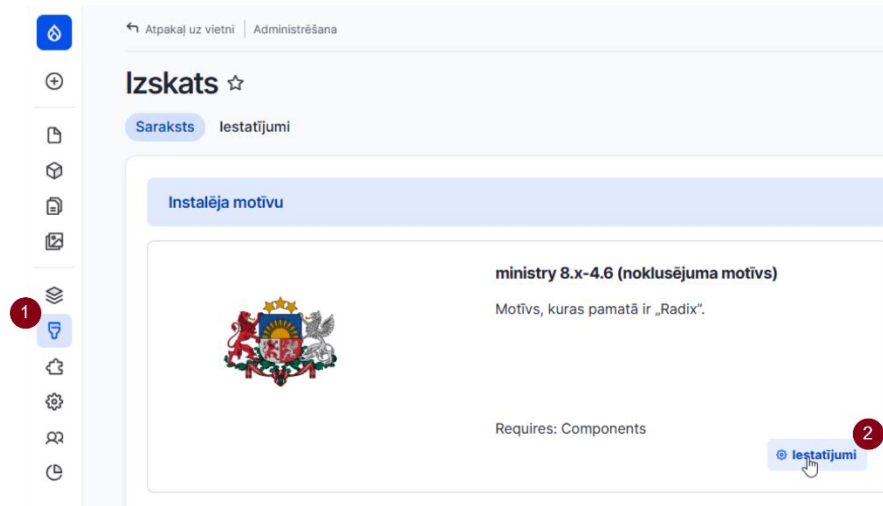 Atpakaļ uz vietni | Administrēšana
Izskats
Saraksts Iestatījumi
Instalēja motīvu
ministry 8.x-4.6 (noklusējuma motīvs)
Motīvs, kuras pamatā ir „Radix”.
1
Requires: Components
2
Iestatījumi